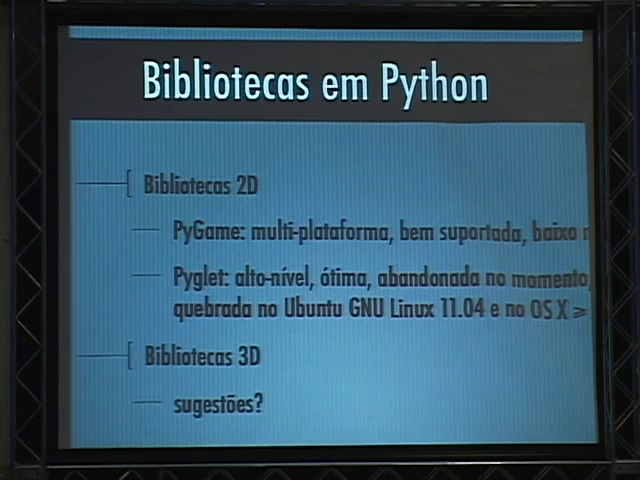 Bibliotecas em Python
Bibliotecas 2D
PyGame: multi-plataforma, bem suportada, baixo
Pyglet: alto-nível, ótima, abandonada no momento,
quebrada no Ubuntu GNU Linux 11.04 e no OS X ≥
Bibliotecas 3D
sugestões?